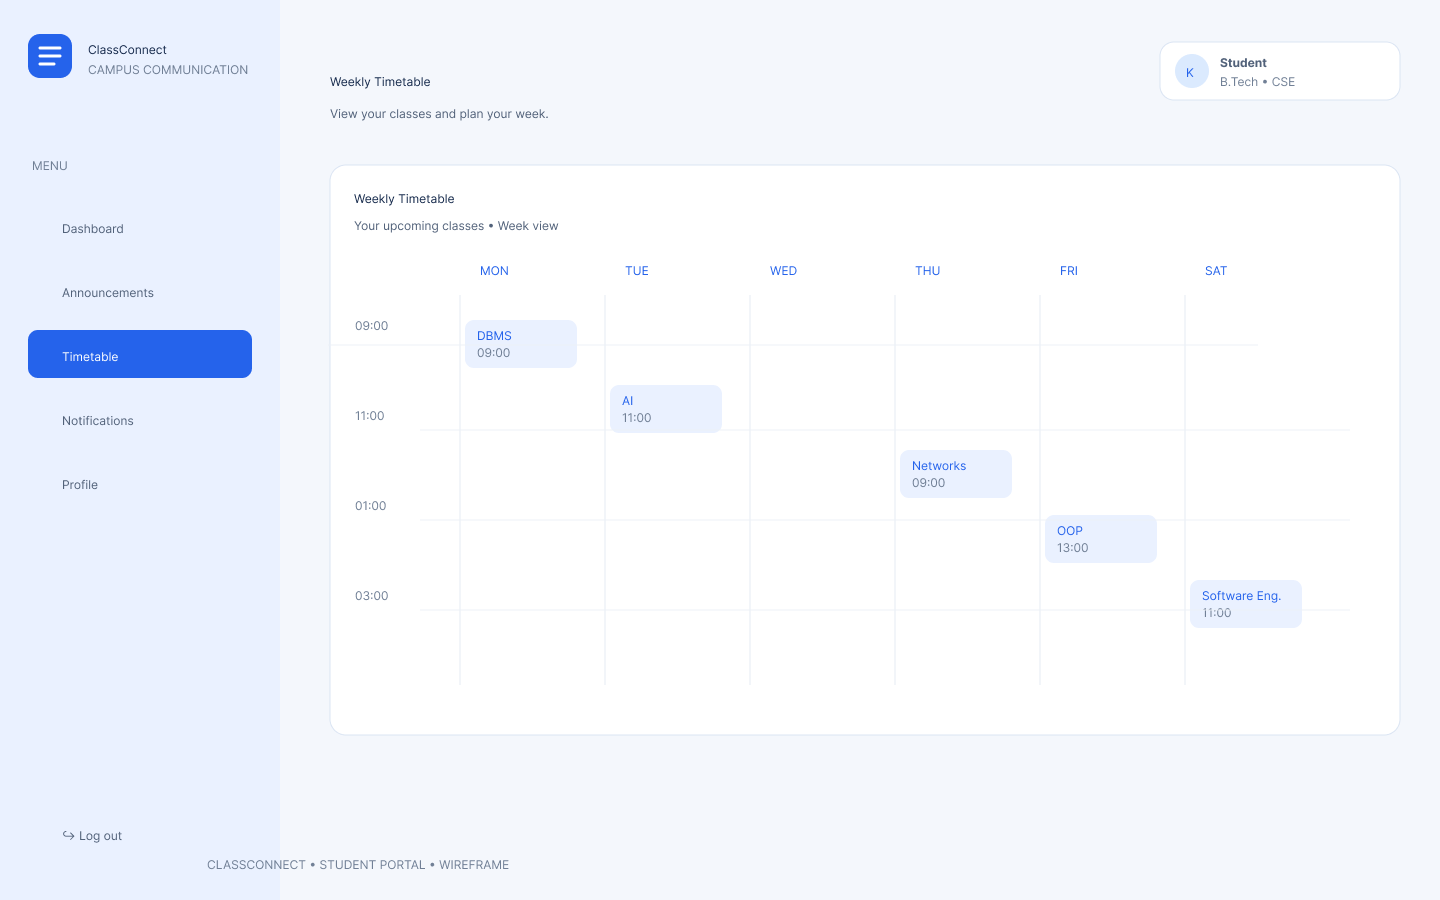 ClassConnect
CAMPUS COMMUNICATION
MENU
Dashboard
Announcements
Timetable
Notifications
Profile
↪ Log out
Weekly Timetable
View your classes and plan your week.
K
Student
B.Tech • CSE
Weekly Timetable
Your upcoming classes • Week view
MON TUE WED THU FRI SAT
09:00
DBMS
09:00
11:00
AI
11:00
Networks
09:00
01:00
OOP
13:00
03:00
Software Eng.
11:00
CLASSCONNECT • STUDENT PORTAL • WIREFRAME